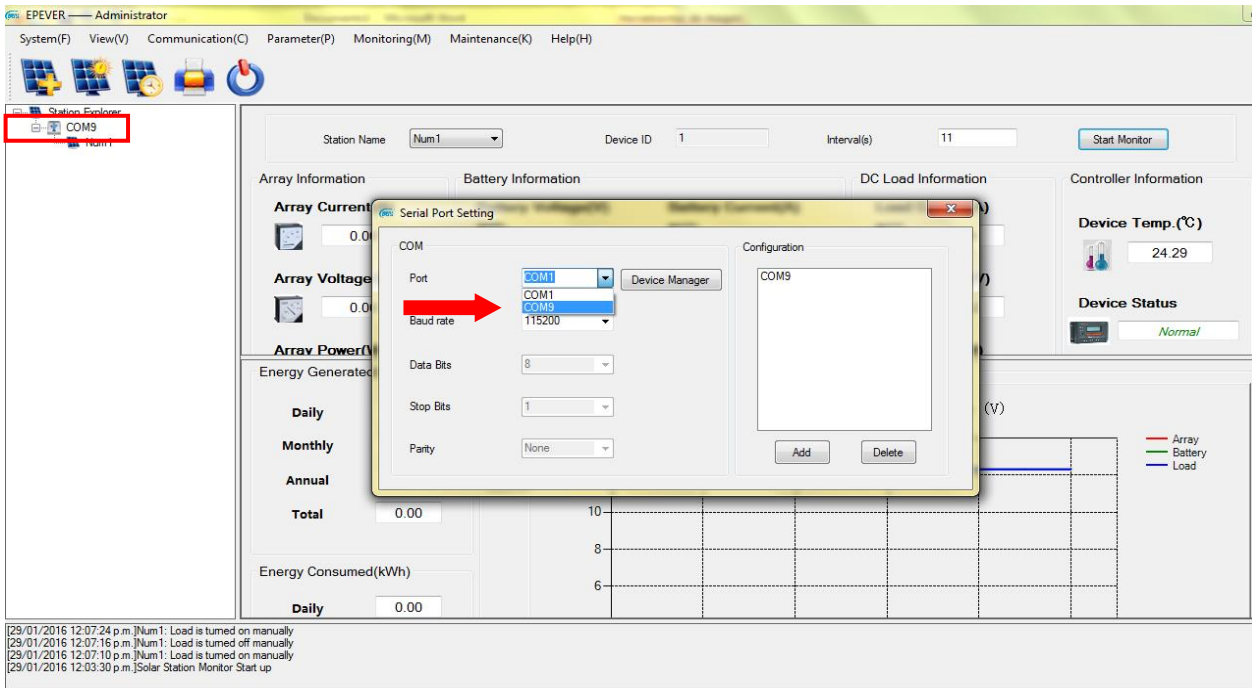 EPEVER —— Administrator
System(F) View(V) Communication(C) Parameter(P) Monitoring(M) Maintenance(K) Help(H)
Station Explorer
COM9
Num1
Station Name Num1 Device ID 1 Interval(s) 11 Start Monitor
Array Information Battery Information DC Load Information Controller Information
Array Current
0.0
Array Voltage
0.0
Array Power(
Device Temp.(℃)
24.29
Device Status
Normal
Serial Port Setting
COM
Port COM1 Device Manager
COM1
COM9
Baud rate 115200
Data Bits 8
Stop Bits 1
Parity None
Configuration
COM9
Add Delete
Energy Generated
Daily
Monthly
Annual
Total 0.00
Energy Consumed(kWh)
Daily 0.00
(V)
10
8
6
Array
Battery
Load
[29/01/2016 12:07:24 p.m.]Num1: Load is turned on manually
[29/01/2016 12:07:16 p.m.]Num1: Load is turned off manually
[29/01/2016 12:07:10 p.m.]Num1: Load is turned on manually
[29/01/2016 12:03:30 p.m.]Solar Station Monitor Start up